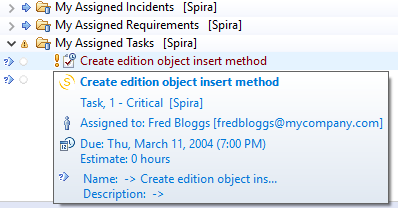 My Assigned Incidents [Spira]
My Assigned Requirements [Spira]
My Assigned Tasks [Spira]
Create edition object insert method
Create edition object insert method
Task, 1 - Critical [Spira]
Assigned to: Fred Bloggs [fredbloggs@mycompany.com]
Due: Thu, March 11, 2004 (7:00 PM)
Estimate: 0 hours
Name: -> Create edition object ins...
Description: ->